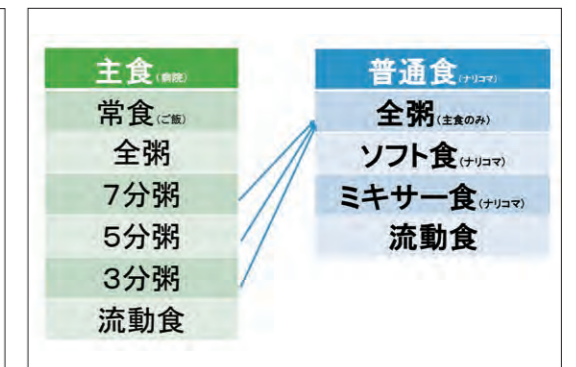 主食(病院)
常食(ご飯)
全粥
7分粥
5分粥
3分粥
流動食
普通食(ナリコマ)
全粥(主食のみ)
ソフト食(ナリコマ)
ミキサー食(ナリコマ)
流動食